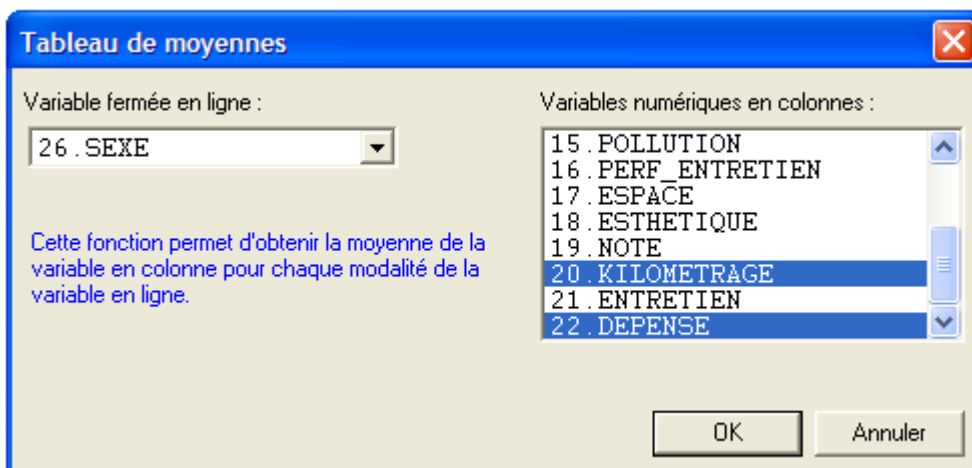 Tableau de moyennes
Variable fermée en ligne :
26.SEXE
Cette fonction permet d'obtenir la moyenne de la
variable en colonne pour chaque modalité de la
variable en ligne.
Variables numériques en colonnes :
15.POLLUTION
16.PERF_ENTRETIEN
17.ESPACE
18.ESTHETIQUE
19.NOTE
20.KILOMETRAGE
21.ENTRETIEN
22.DEPENSE
OK
Annuler